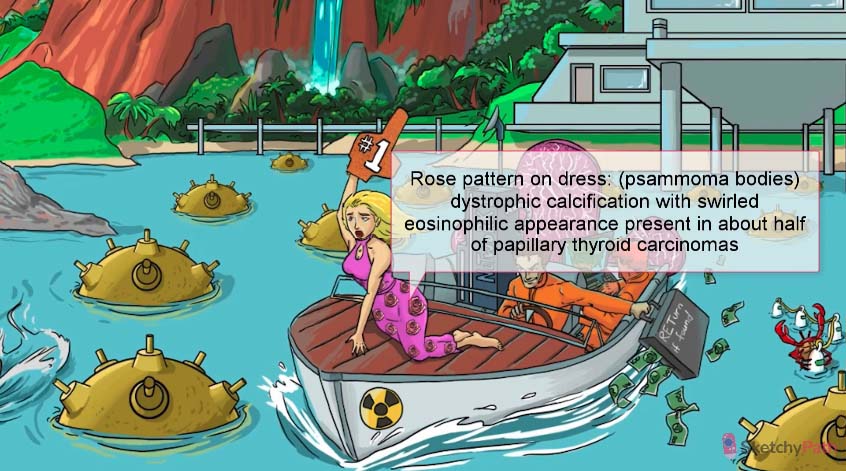 #1
Rose pattern on dress: (psammoma bodies)
dystrophic calcification with swirled
eosinophilic appearance present in about half
of papillary thyroid carcinomas
RETurn
if found
SketchyPath